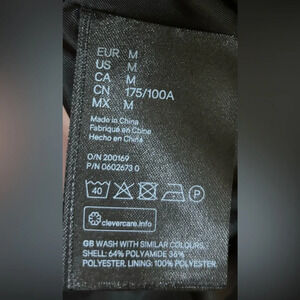 EUR M
US M
CA M
CN 175/100A
MX M
Made in China
Fabriqué en Chine
Hecho en China
O/N 200169
P/N 0602673 0
40 P
clevercare.info
GB WASH WITH SIMILAR COLOURS.
SHELL: 64% POLYAMIDE 36%
POLYESTER. LINING: 100% POLYESTER